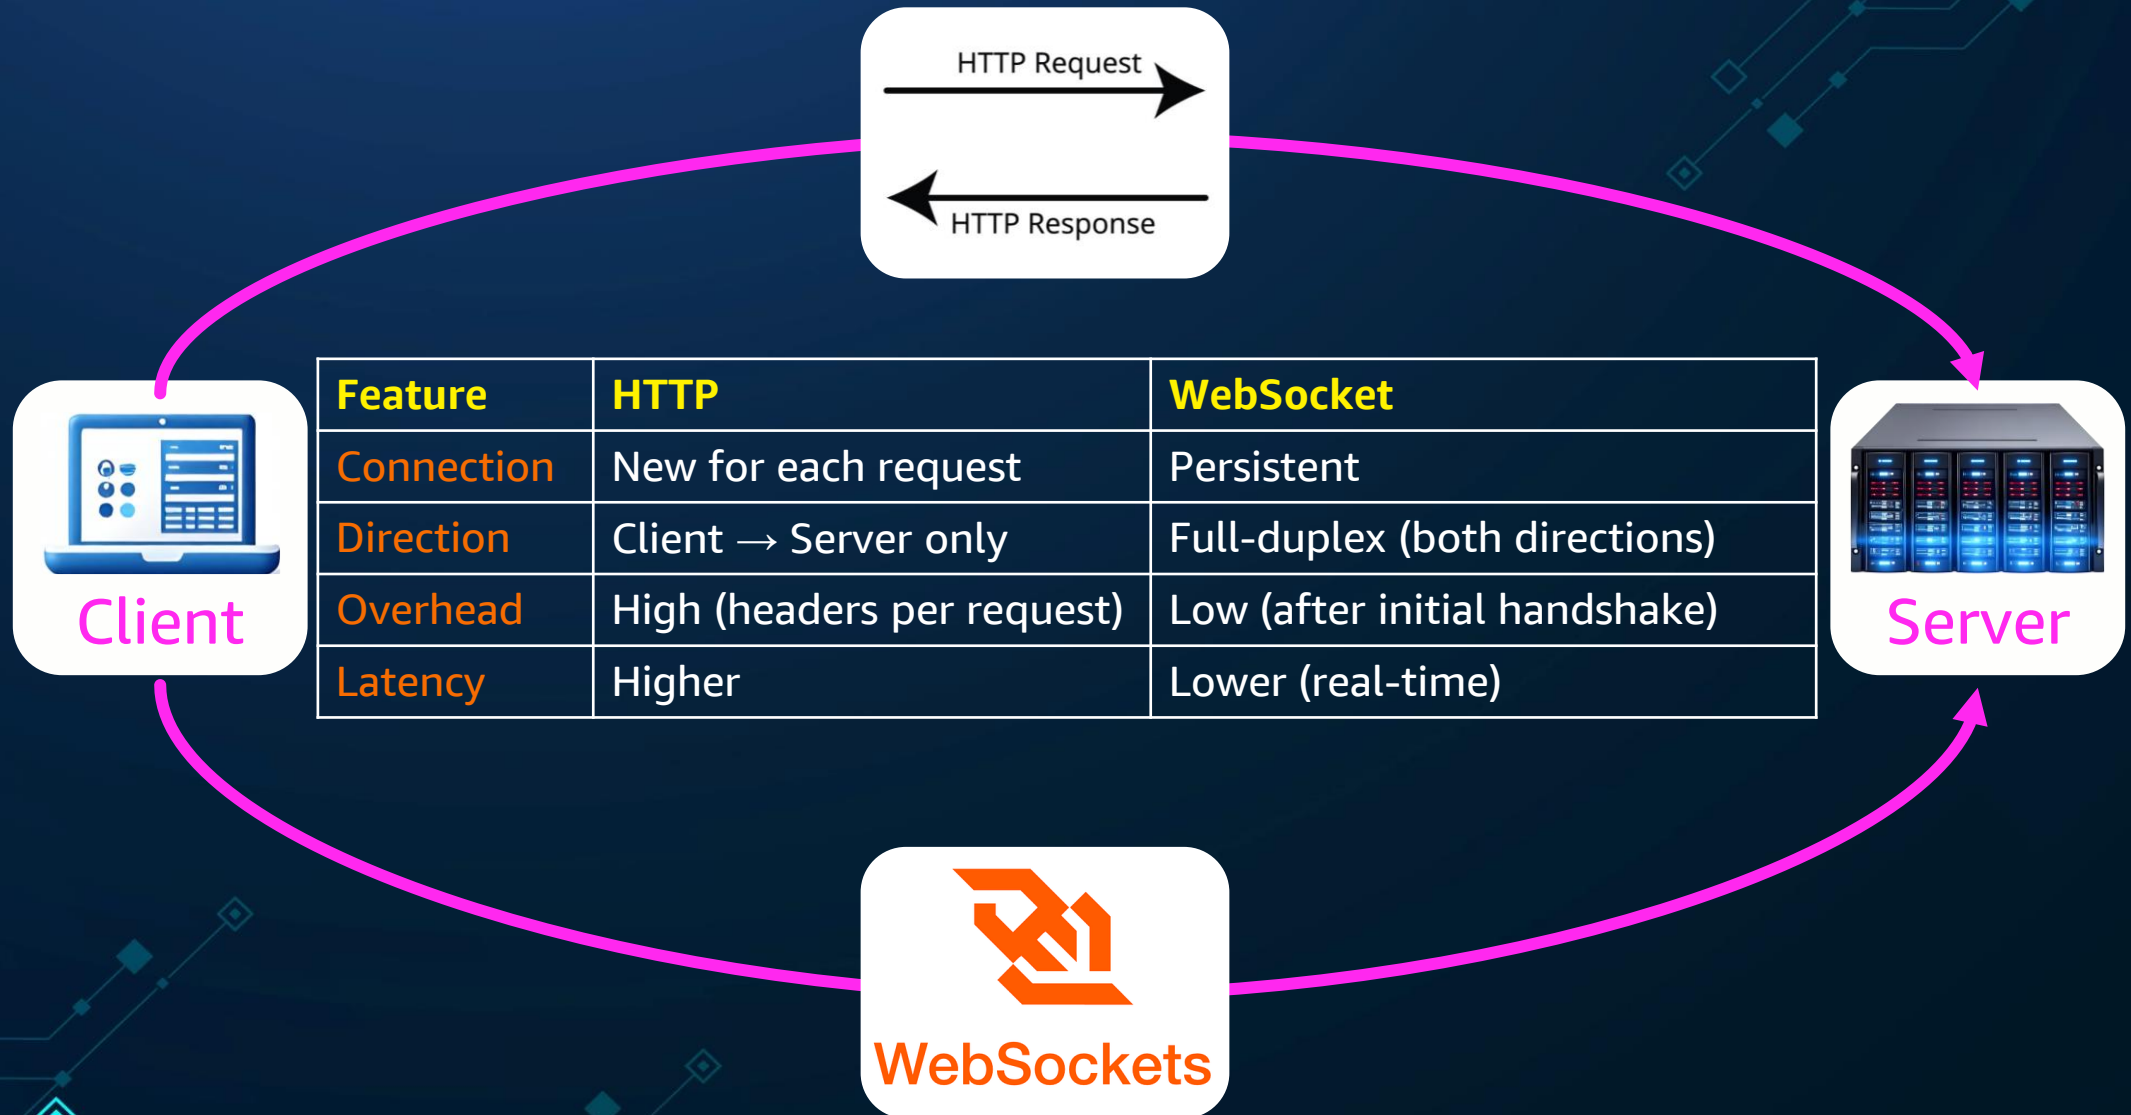 HTTP Request
HTTP Response
Feature HTTP WebSocket
Connection New for each request Persistent
Direction Client → Server only Full-duplex (both directions)
Overhead High (headers per request) Low (after initial handshake)
Latency Higher Lower (real-time)
Client
Server
WebSockets